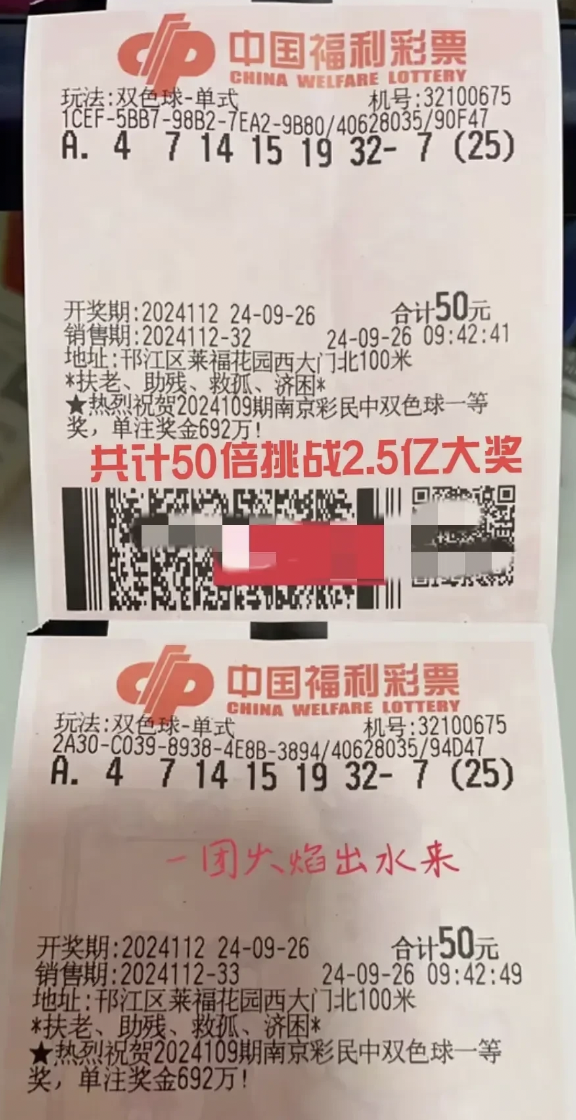 中国福利彩票
CHINA WELFARE LOTTERY
玩法:双色球-单式 机号:32100675
1CEF-5BB7-98B2-7EA2-9B80/40628035/90F47
A. 4 7 14 15 19 32- 7 (25)
开奖期:2024112 24-09-26 合计50元
销售期:2024112-32 24-09-26 09:42:41
地址:邗江区莱福花园西大门北100米
*扶老、助残、救孤、济困*
★热烈祝贺2024109期南京彩民中双色球一等
奖，单注奖金692万!
共计50倍挑战2.5亿大奖
中国福利彩票
CHINA WELFARE LOTTERY
玩法:双色球-单式 机号:32100675
2A30-C039-8938-4E8B-3894/40628035/94D47
A. 4 7 14 15 19 32- 7 (25)
一团火焰出水来
开奖期:2024112 24-09-26 合计50元
销售期:2024112-33 24-09-26 09:42:49
地址:邗江区莱福花园西大门北100米
*扶老、助残、救孤、济困*
★热烈祝贺2024109期南京彩民中双色球一等
奖，单注奖金692万!